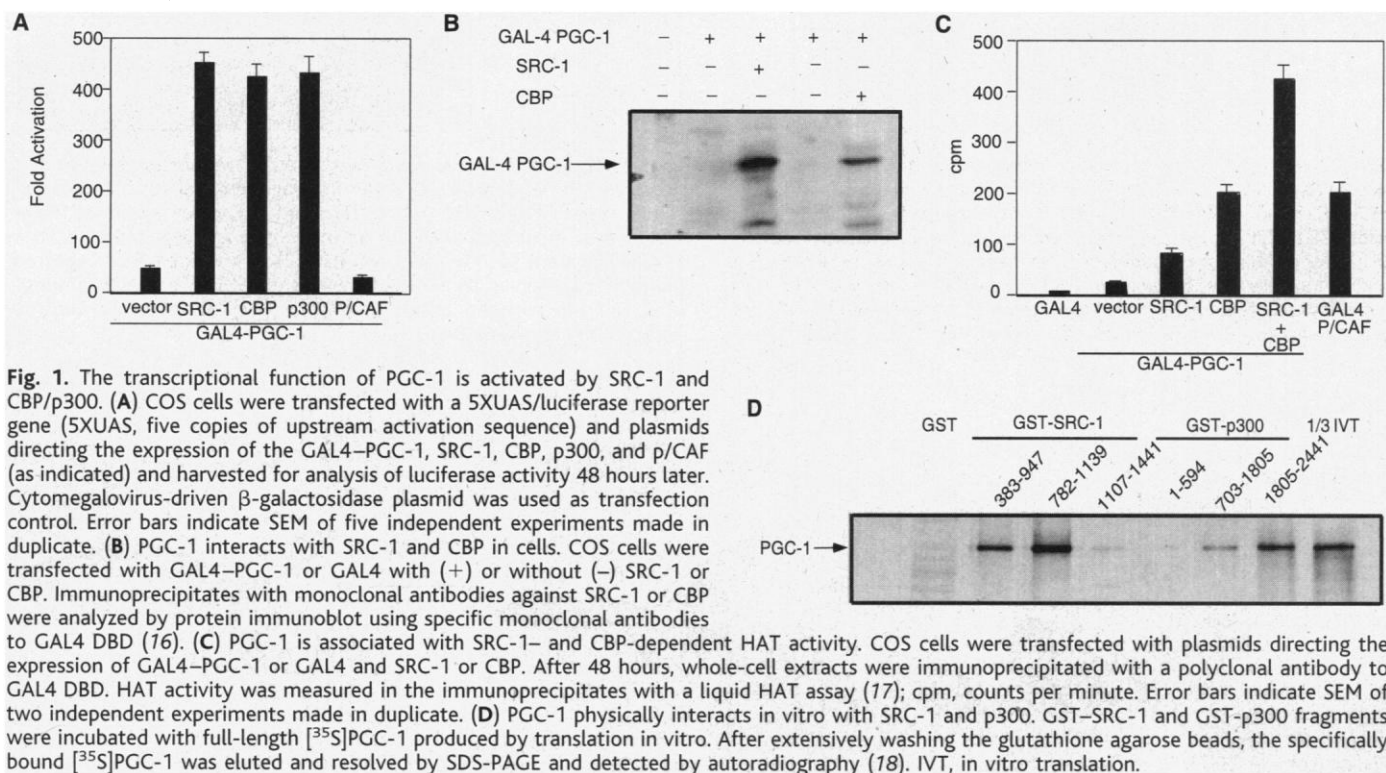 A
500
400
300
200
100
0
Fold Activation
vector SRC-1 CBP p300 P/CAF
GAL4-PGC-1
B
GAL-4 PGC-1 – + + + +
SRC-1 – – + – –
CBP – – – – +
GAL-4 PGC-1
C
500
400
300
200
100
0
cpm
GAL4 vector SRC-1 CBP SRC-1 + CBP GAL4 P/CAF
GAL4-PGC-1
Fig. 1. The transcriptional function of PGC-1 is activated by SRC-1 and
CBP/p300. (A) COS cells were transfected with a 5XUAS/luciferase reporter
gene (5XUAS, five copies of upstream activation sequence) and plasmids
directing the expression of the GAL4–PGC-1, SRC-1, CBP, p300, and p/CAF
(as indicated) and harvested for analysis of luciferase activity 48 hours later.
Cytomegalovirus-driven β-galactosidase plasmid was used as transfection
control. Error bars indicate SEM of five independent experiments made in
duplicate. (B) PGC-1 interacts with SRC-1 and CBP in cells. COS cells were
transfected with GAL4–PGC-1 or GAL4 with (+) or without (–) SRC-1 or
CBP. Immunoprecipitates with monoclonal antibodies against SRC-1 or CBP
were analyzed by protein immunoblot using specific monoclonal antibodies
D
GST GST-SRC-1 GST-p300 1/3 IVT
383-947 782-1139 1107-1441 1-594 703-1805 1805-2441
PGC-1
to GAL4 DBD (16). (C) PGC-1 is associated with SRC-1– and CBP-dependent HAT activity. COS cells were transfected with plasmids directing the
expression of GAL4–PGC-1 or GAL4 and SRC-1 or CBP. After 48 hours, whole-cell extracts were immunoprecipitated with a polyclonal antibody to
GAL4 DBD. HAT activity was measured in the immunoprecipitates with a liquid HAT assay (17); cpm, counts per minute. Error bars indicate SEM of
two independent experiments made in duplicate. (D) PGC-1 physically interacts in vitro with SRC-1 and p300. GST–SRC-1 and GST-p300 fragments
were incubated with full-length [³⁵S]PGC-1 produced by translation in vitro. After extensively washing the glutathione agarose beads, the specifically
bound [³⁵S]PGC-1 was eluted and resolved by SDS-PAGE and detected by autoradiography (18). IVT, in vitro translation.